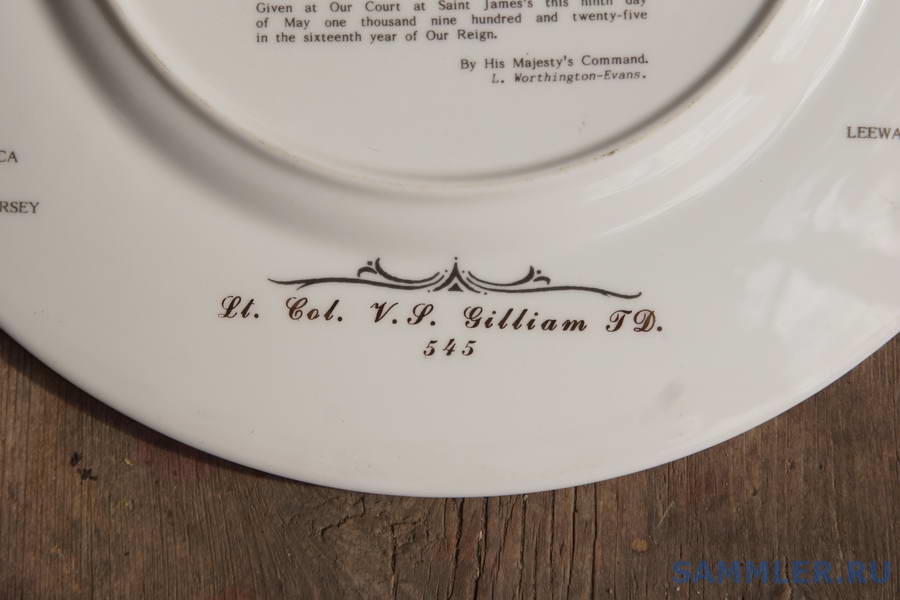 Given at Our Court at Saint James's this ninth day
of May one thousand nine hundred and twenty-five
in the sixteenth year of Our Reign.
By His Majesty's Command.
L. Worthington-Evans.
CA
RSEY
LEEWA
Lt. Col. V.S. Gilliam TD.
545
SAMMLER.RU